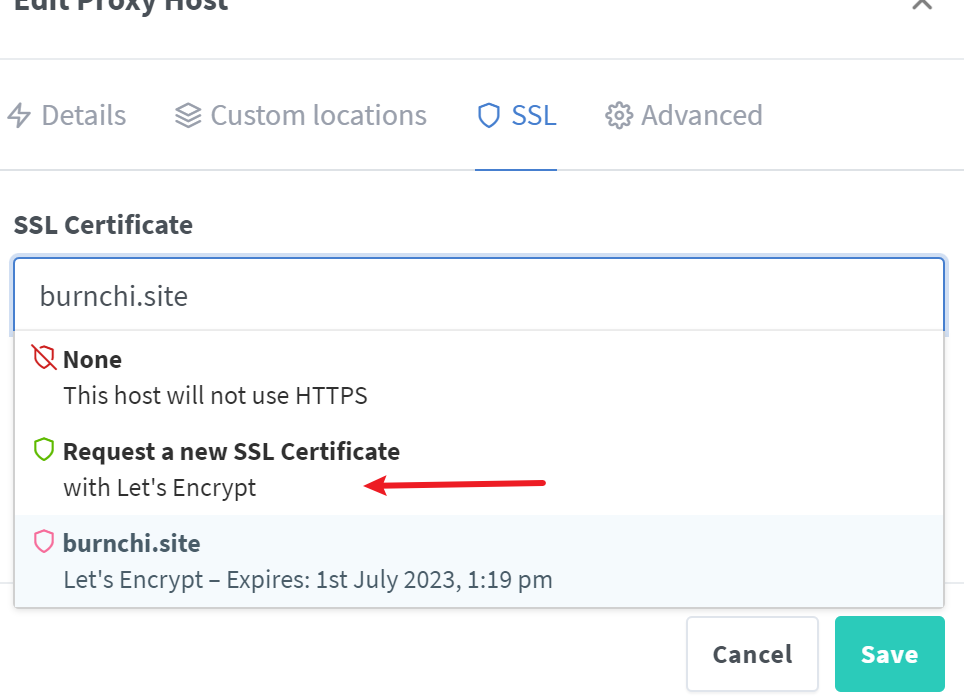 Edit Proxy Host
Details Custom locations SSL Advanced
SSL Certificate
burnchi.site
None
This host will not use HTTPS
Request a new SSL Certificate
with Let's Encrypt
burnchi.site
Let's Encrypt – Expires: 1st July 2023, 1:19 pm
Cancel Save